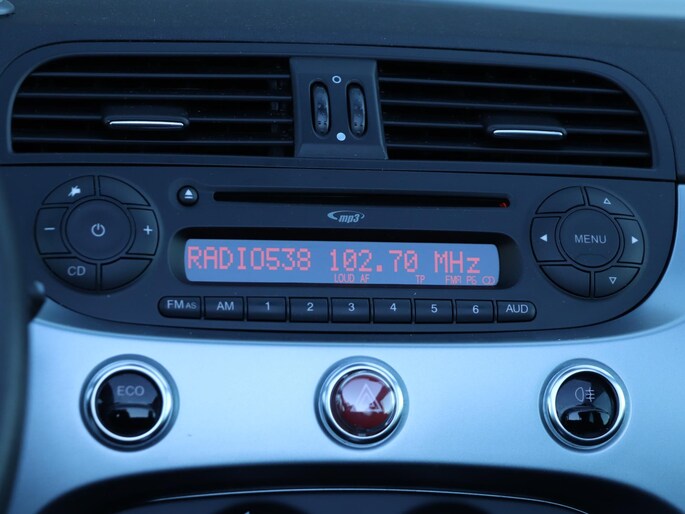 mp3
RADIO538 102.70 MHz
LOUD AF TP FMR P6 CD
− +
CD
MENU
FMAS AM 1 2 3 4 5 6 AUD
ECO